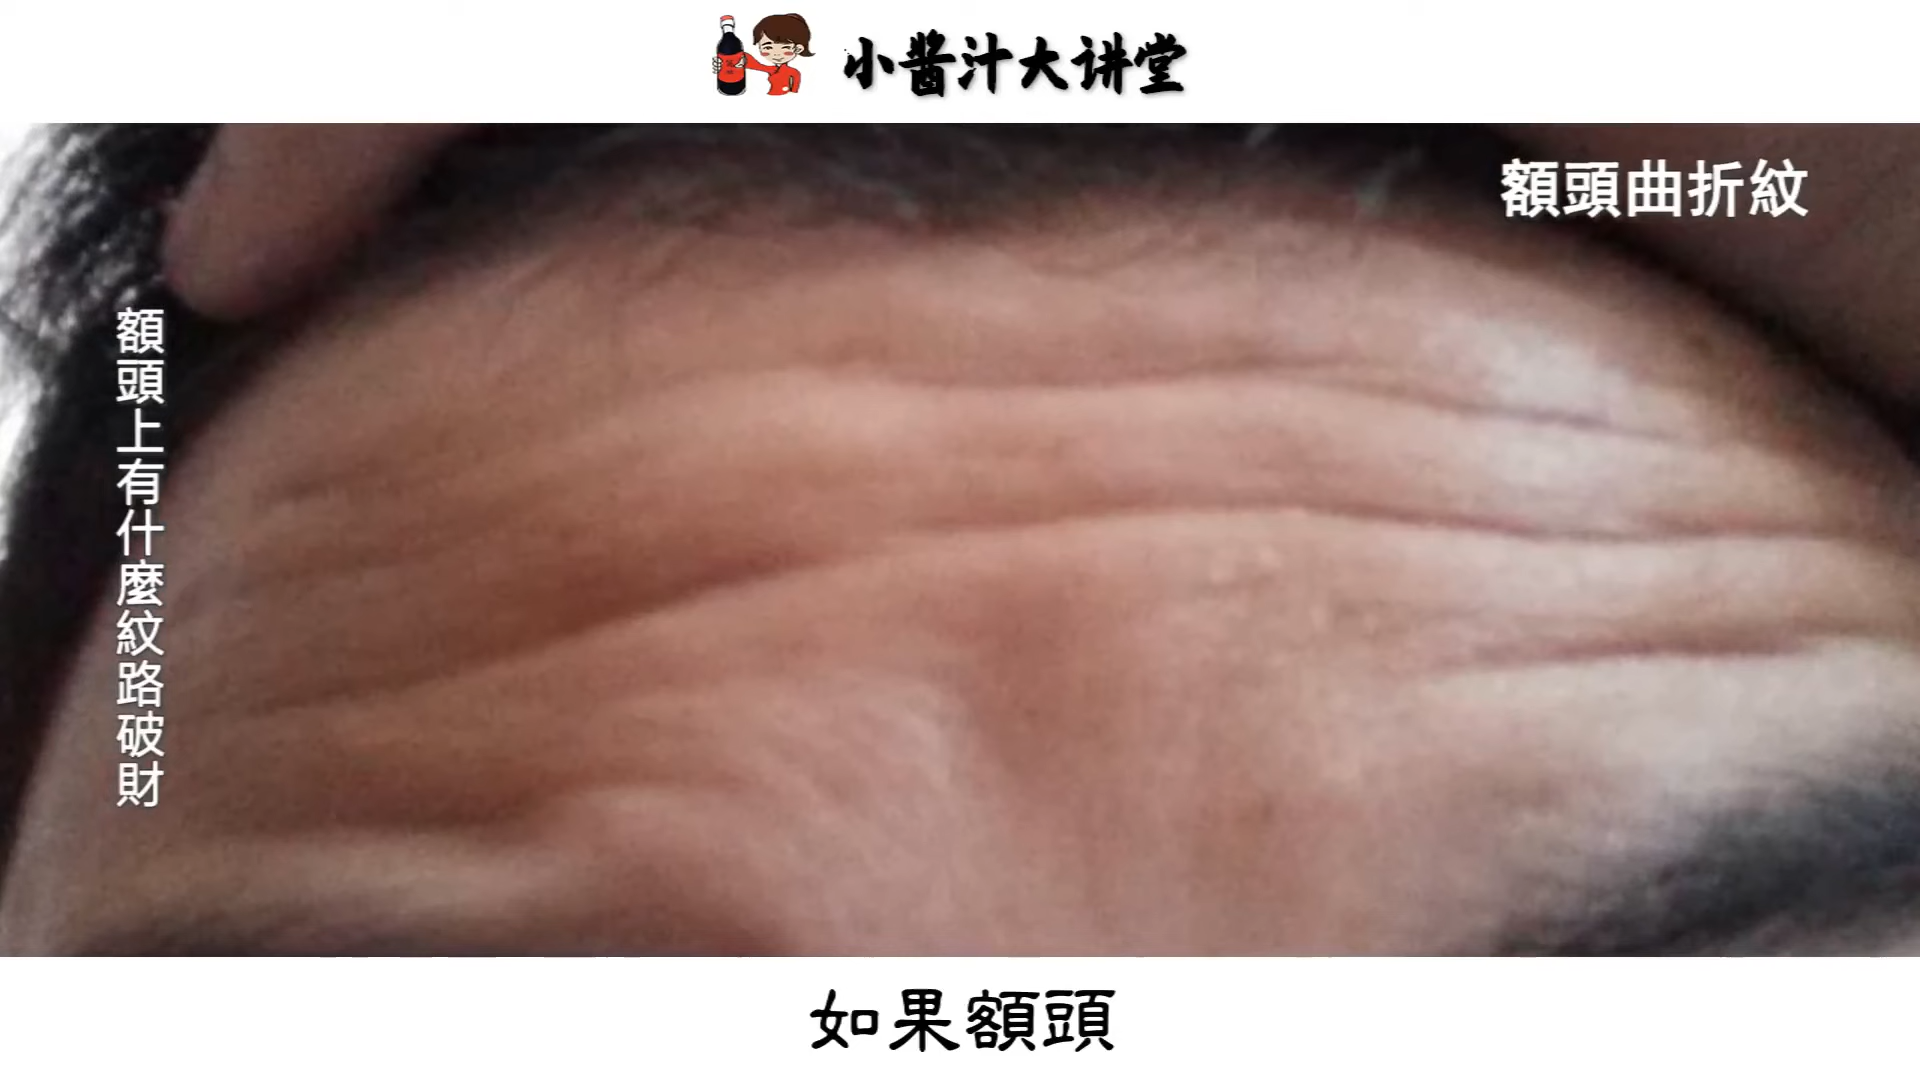 小酱汁大讲堂
額頭曲折紋
額頭上有什麼紋路破財
如果額頭